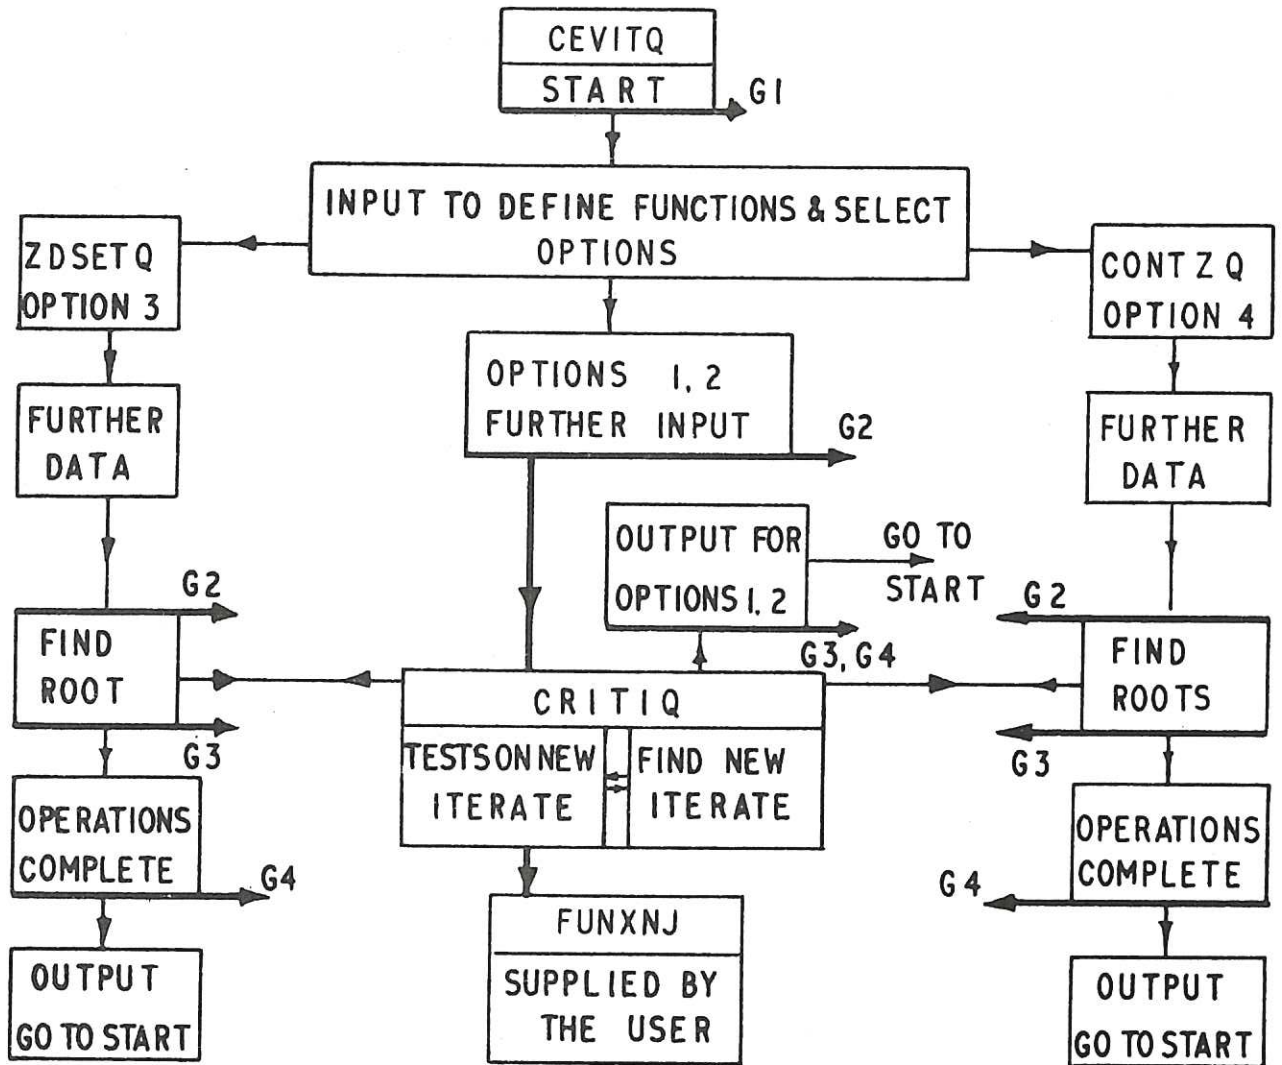 CEVITQ
START
G1
INPUT TO DEFINE FUNCTIONS & SELECT
OPTIONS
ZDSETQ
OPTION 3
CONTZQ
OPTION 4
OPTIONS 1, 2
FURTHER INPUT
G2
FURTHER
DATA
FURTHER
DATA
OUTPUT FOR
OPTIONS 1, 2
GO TO
START
G3, G4
G2
FIND
ROOT
G3
G2
FIND
ROOTS
G3
CRITIQ
TESTS ON NEW
ITERATE
FIND NEW
ITERATE
OPERATIONS
COMPLETE
G4
OPERATIONS
COMPLETE
G4
FUNXNJ
SUPPLIED BY
THE USER
OUTPUT
GO TO START
OUTPUT
GO TO START